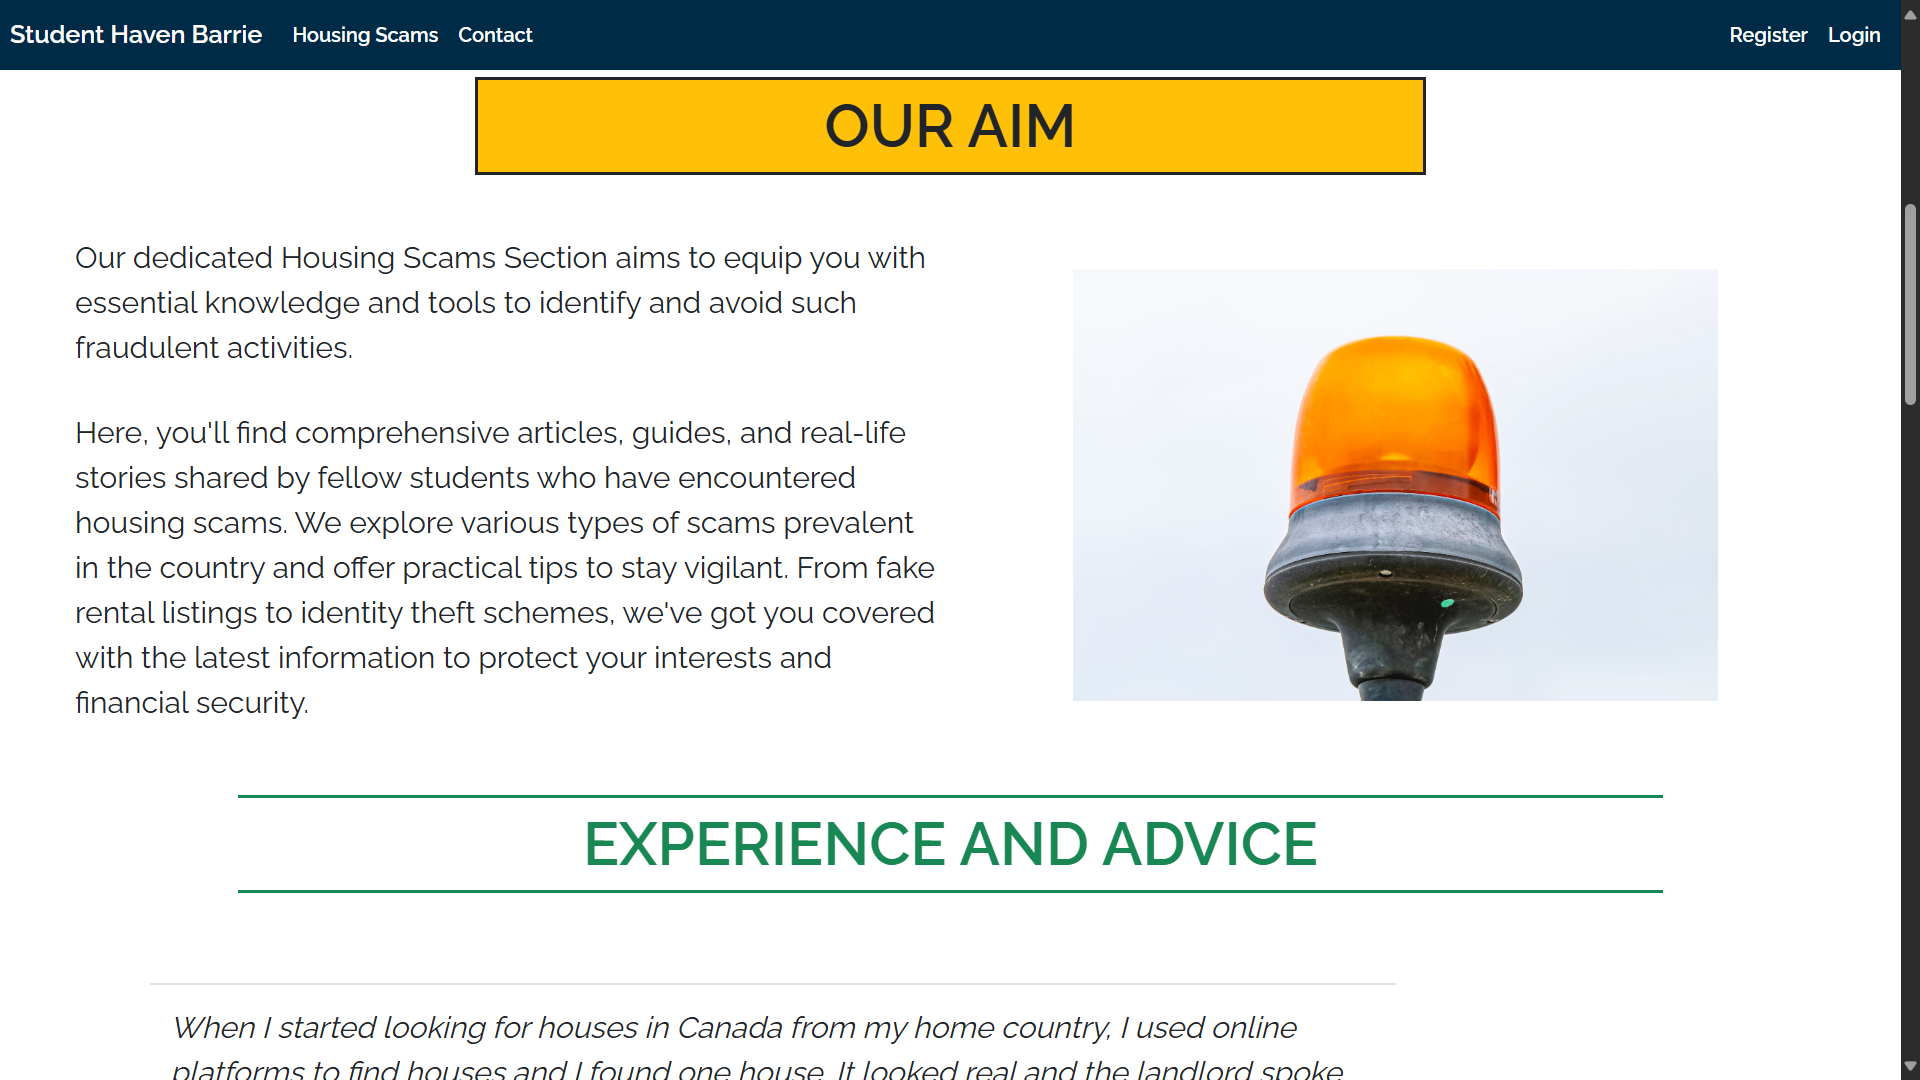 Student Haven Barrie Housing Scams Contact Register Login
OUR AIM
Our dedicated Housing Scams Section aims to equip you with
essential knowledge and tools to identify and avoid such
fraudulent activities.
Here, you'll find comprehensive articles, guides, and real-life
stories shared by fellow students who have encountered
housing scams. We explore various types of scams prevalent
in the country and offer practical tips to stay vigilant. From fake
rental listings to identity theft schemes, we've got you covered
with the latest information to protect your interests and
financial security.
EXPERIENCE AND ADVICE
When I started looking for houses in Canada from my home country, I used online
platforms to find houses and I found one house. It looked real and the landlord spoke